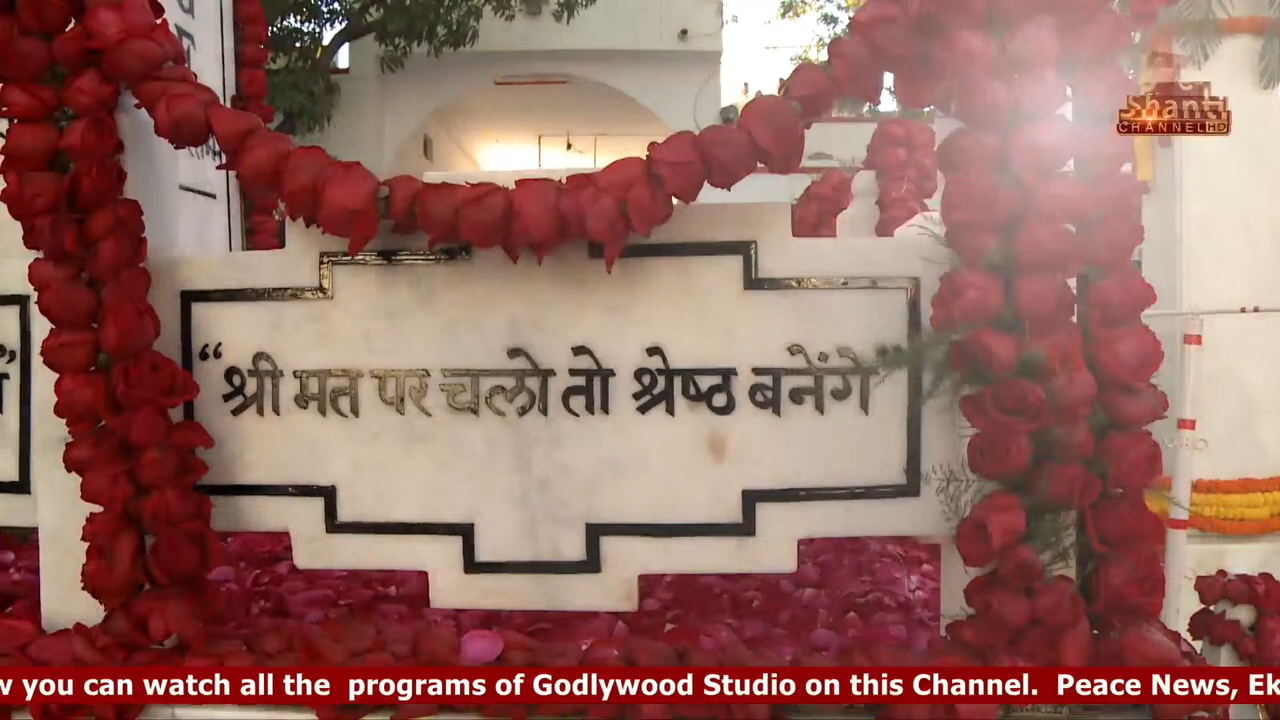 Shanti
CHANNEL HD
“श्री मत पर चलो तो श्रेष्ठ बनेंगे”
w you can watch all the programs of Godlywood Studio on this Channel. Peace News, Ek